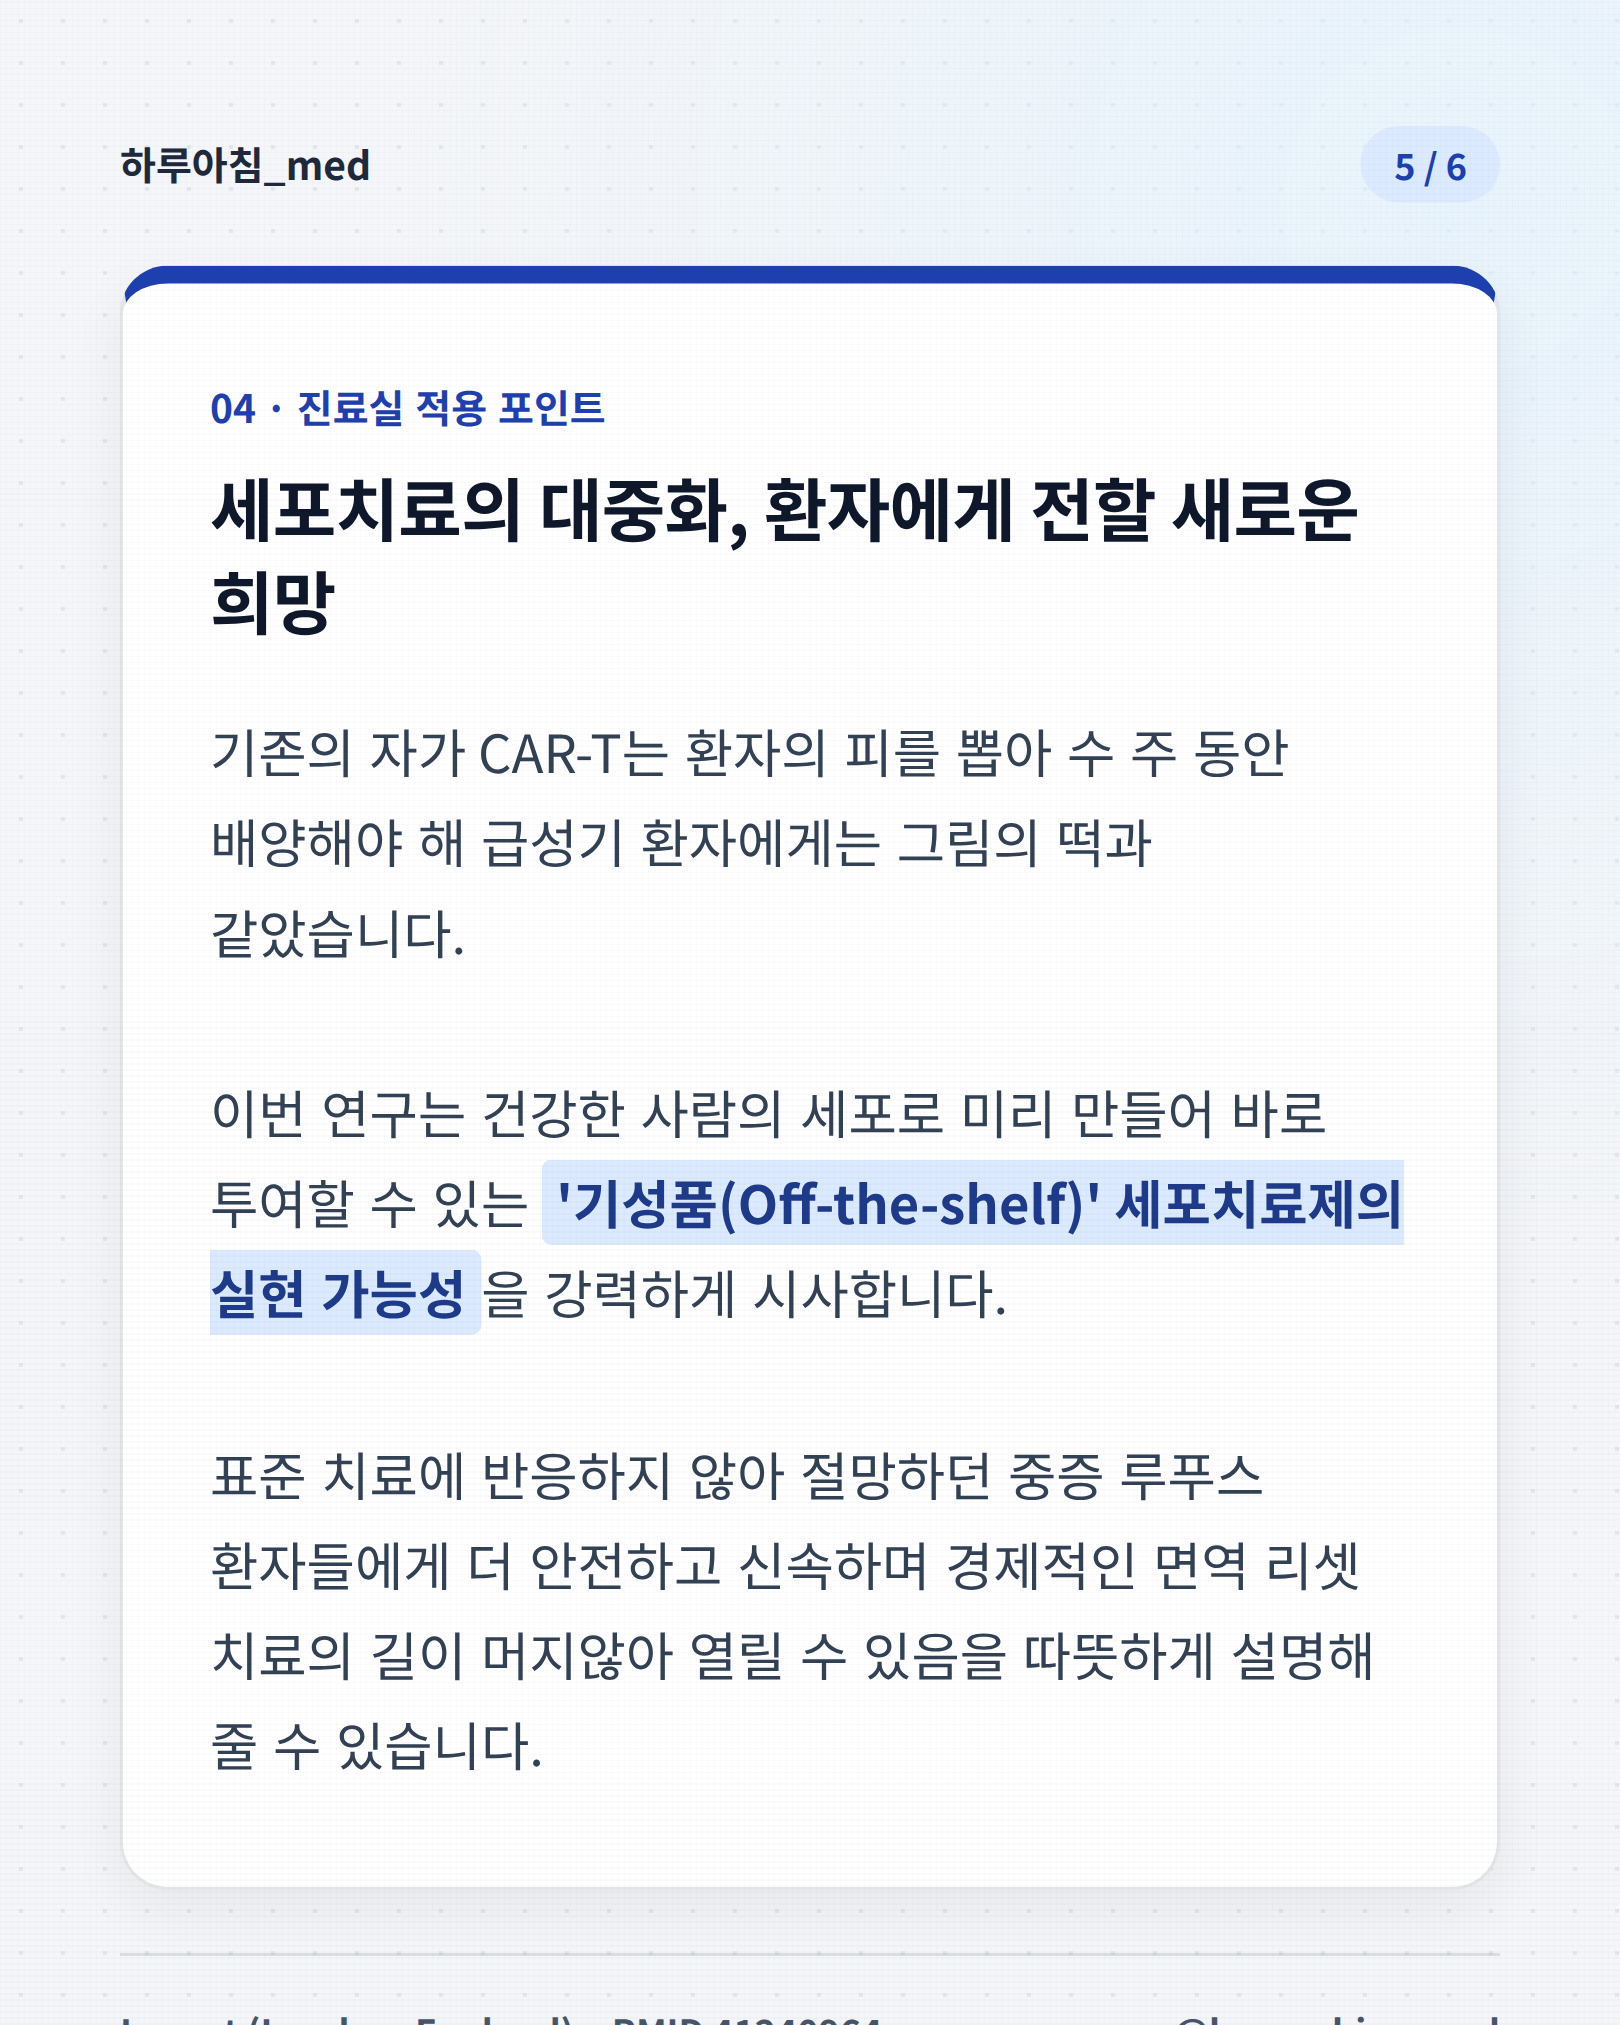 하루아침_med
5 / 6
04 · 진료실 적용 포인트
세포치료의 대중화, 환자에게 전할 새로운
희망
기존의 자가 CAR-T는 환자의 피를 뽑아 수 주 동안
배양해야 해 급성기 환자에게는 그림의 떡과
같았습니다.
이번 연구는 건강한 사람의 세포로 미리 만들어 바로
투여할 수 있는 '기성품(Off-the-shelf)' 세포치료제의
실현 가능성을 강력하게 시사합니다.
표준 치료에 반응하지 않아 절망하던 중증 루푸스
환자들에게 더 안전하고 신속하며 경제적인 면역 리셋
치료의 길이 머지않아 열릴 수 있음을 따뜻하게 설명해
줄 수 있습니다.